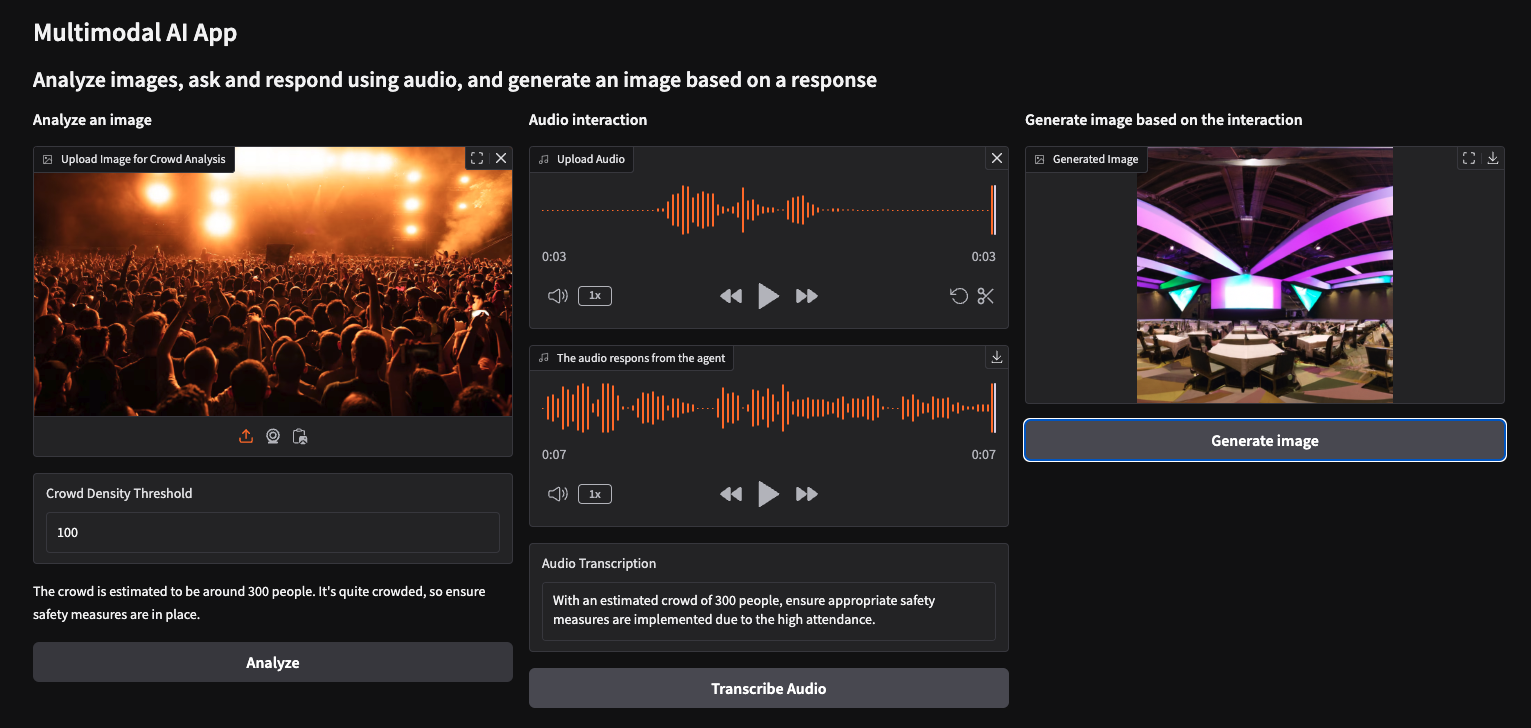 Multimodal AI App
Analyze images, ask and respond using audio, and generate an image based on a response
Analyze an image
Upload Image for Crowd Analysis
Crowd Density Threshold
100
The crowd is estimated to be around 300 people. It's quite crowded, so ensure
safety measures are in place.
Analyze
Audio interaction
Upload Audio
0:03
0:03
1x
The audio respons from the agent
0:07
0:07
1x
Audio Transcription
With an estimated crowd of 300 people, ensure appropriate safety
measures are implemented due to the high attendance.
Transcribe Audio
Generate image based on the interaction
Generated Image
Generate image